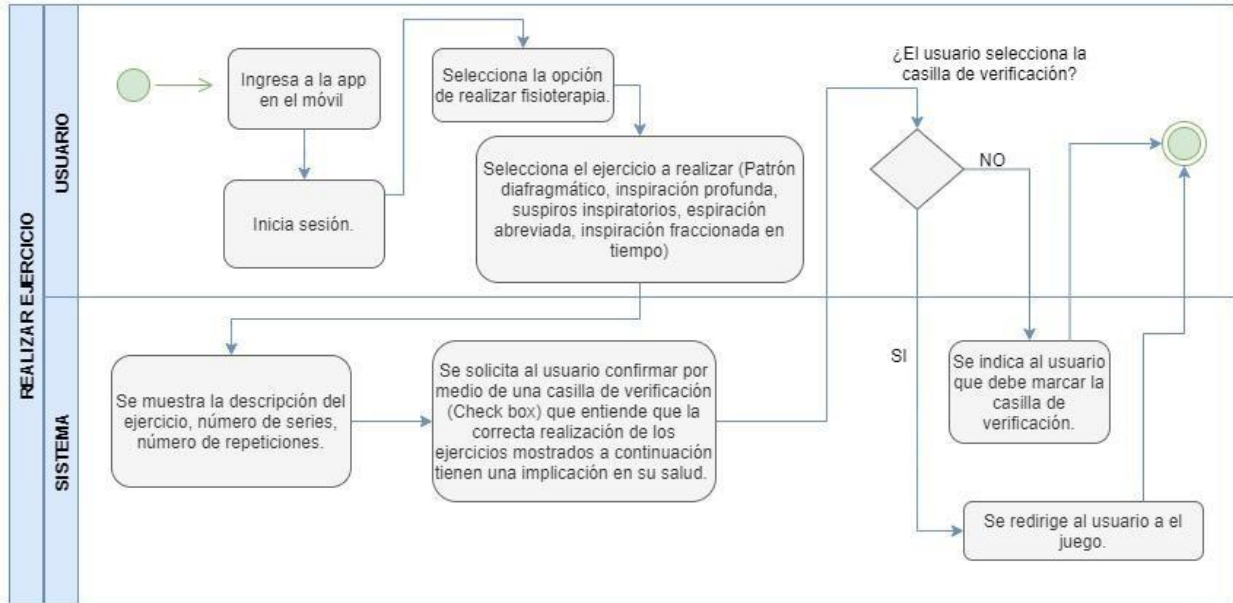 REALIZAR EJERCICIO
USUARIO
Ingresa a la app
en el móvil
Inicia sesión.
Selecciona la opción
de realizar fisioterapia.
Selecciona el ejercicio a realizar (Patrón
diafragmático, inspiración profunda,
suspiros inspiratorios, espiración
abreviada, inspiración fraccionada en
tiempo)
¿El usuario selecciona la
casilla de verificación?
NO
SISTEMA
Se muestra la descripción del
ejercicio, número de series,
número de repeticiones.
Se solicita al usuario confirmar por
medio de una casilla de verificación
(Check box) que entiende que la
correcta realización de los
ejercicios mostrados a continuación
tienen una implicación en su salud.
SI
Se indica al usuario
que debe marcar la
casilla de
verificación.
Se redirige al usuario a el
juego.